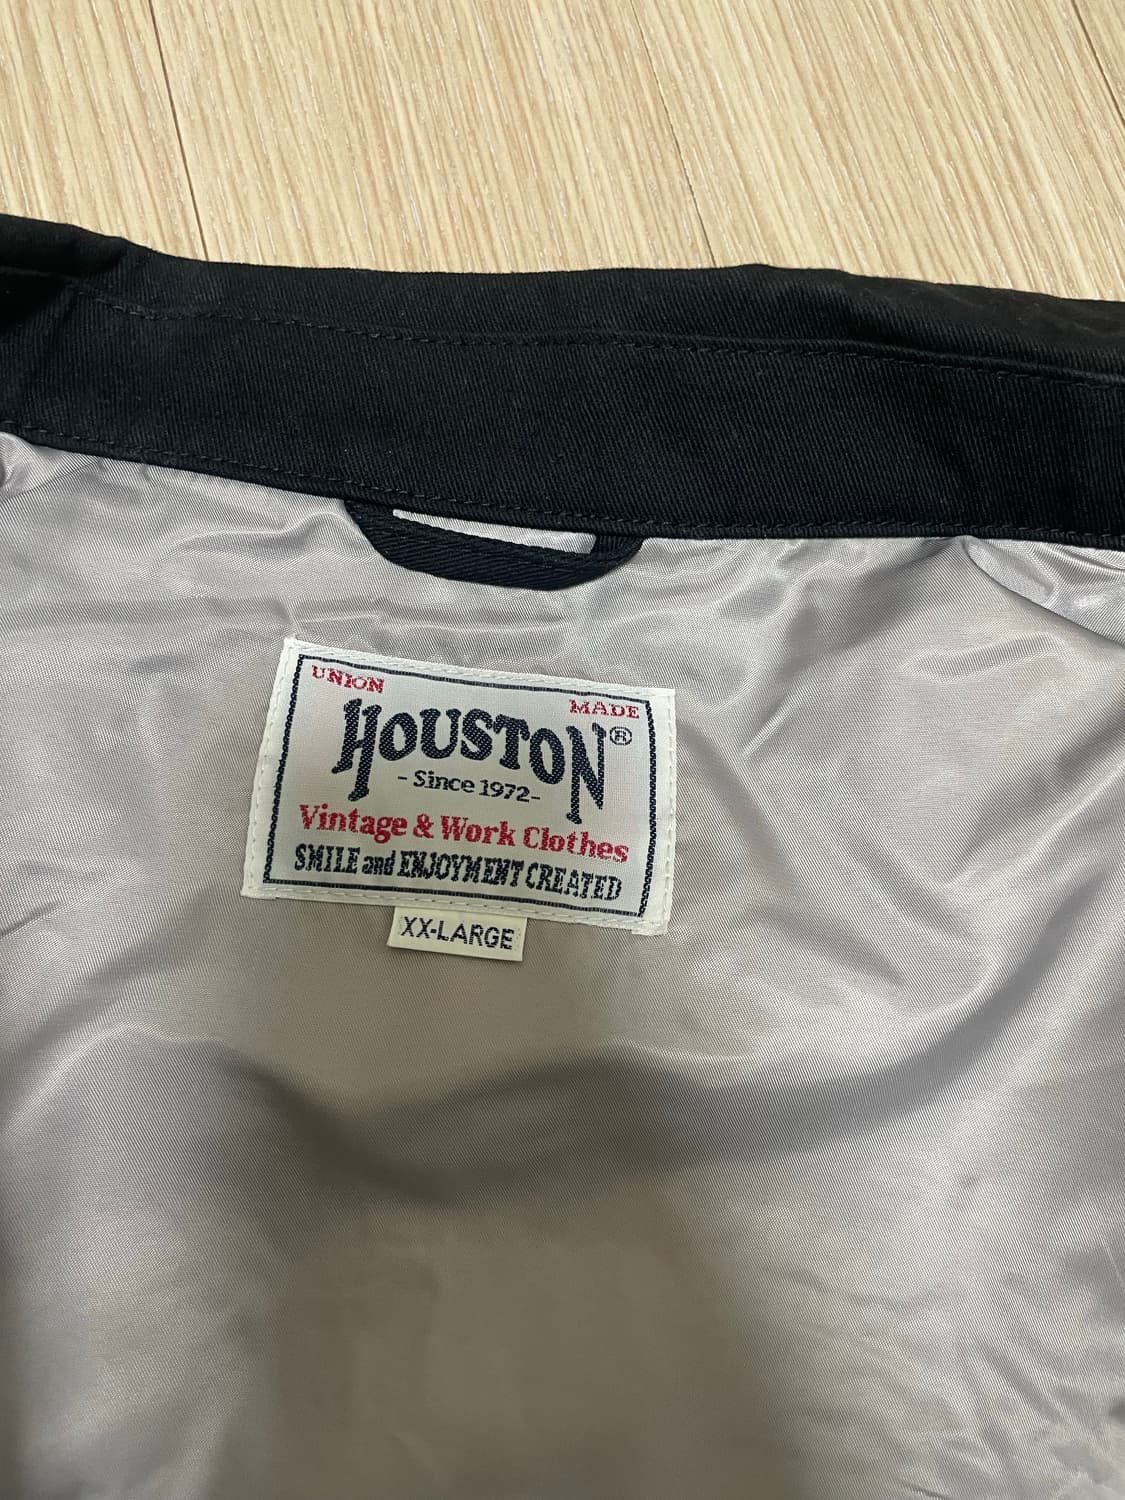 UNION MADE
HOUSTON®
- Since 1972-
Vintage & Work Clothes
SMILE and ENJOYMENT CREATED
XX-LARGE